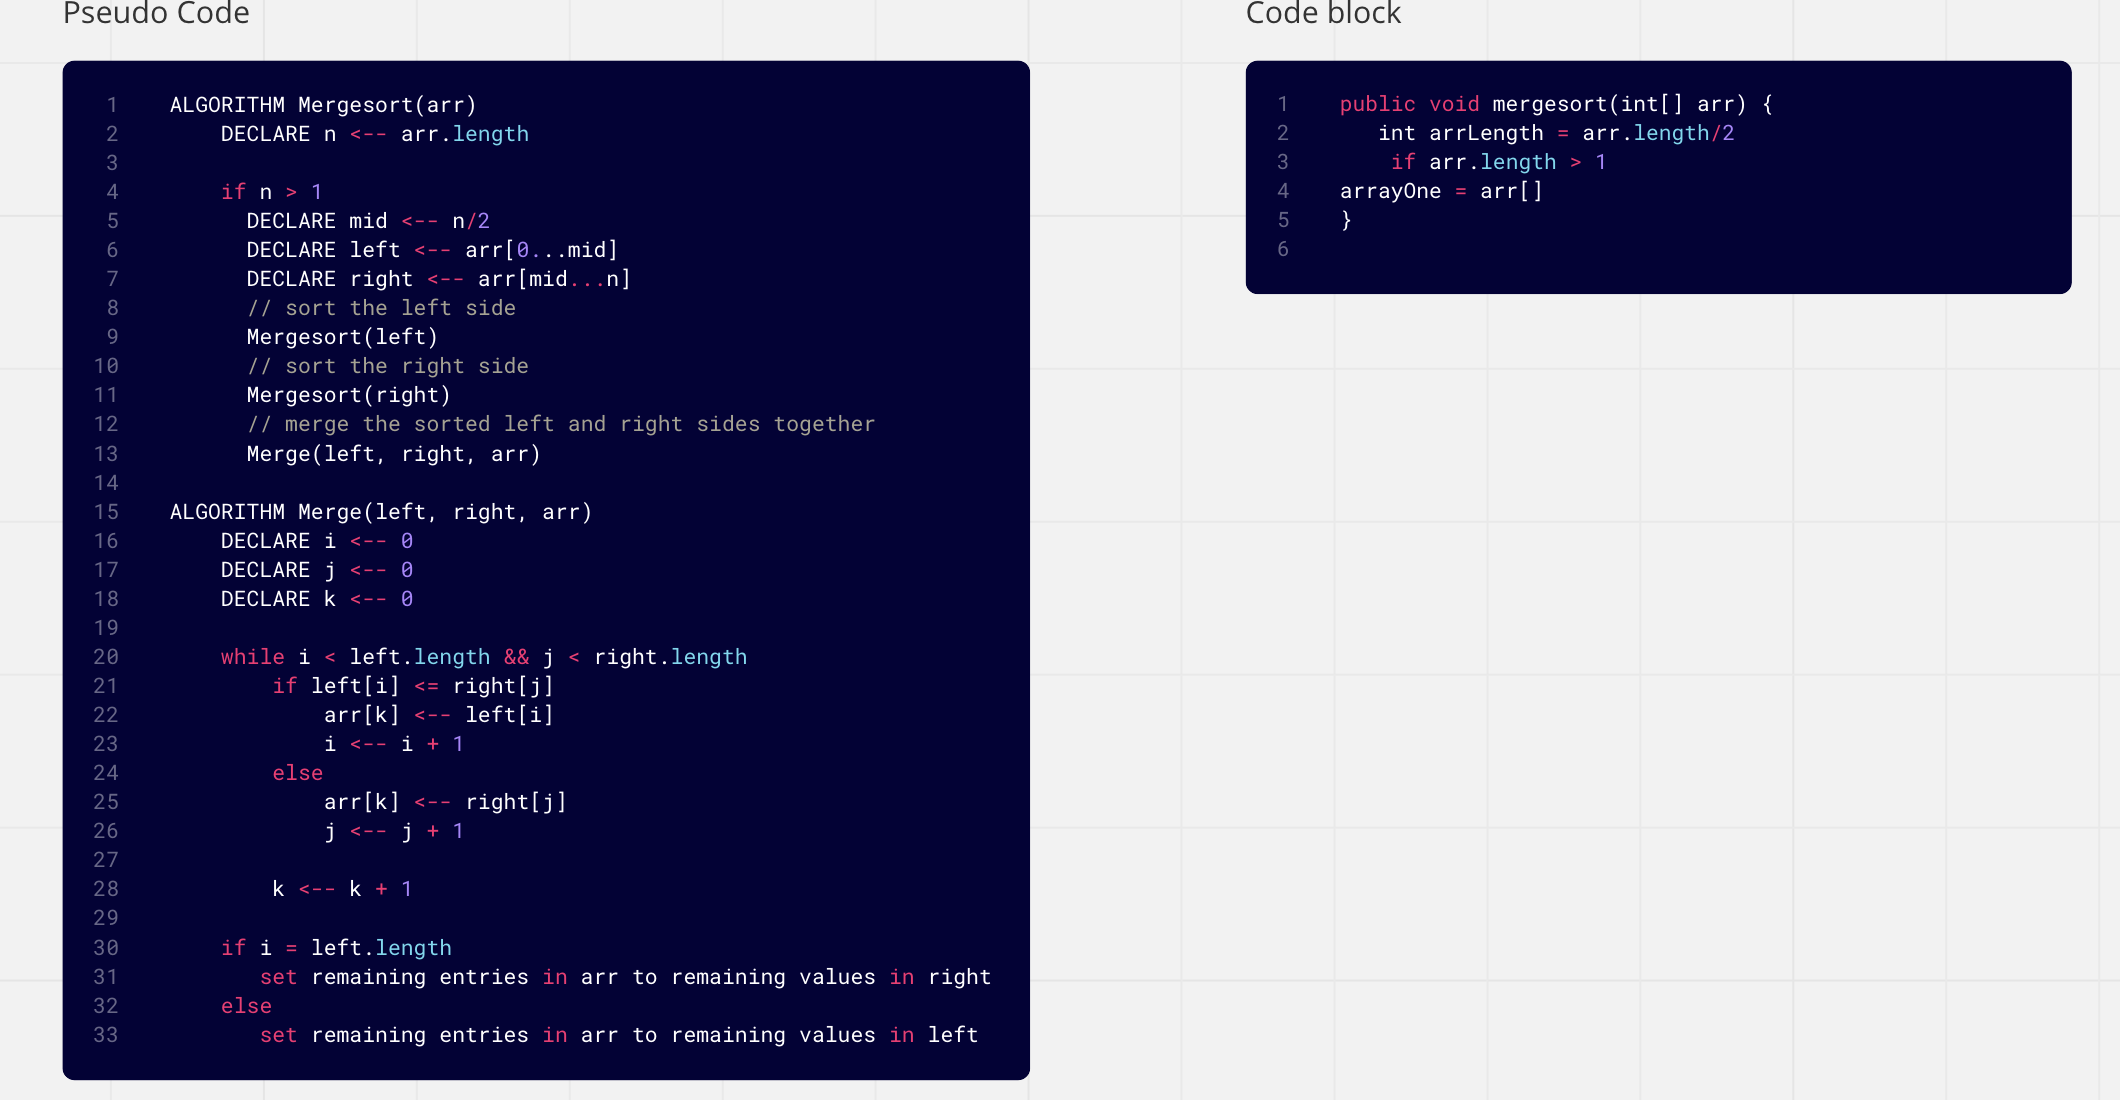 Pseudo Code
1 ALGORITHM Mergesort(arr)
2     DECLARE n <-- arr.length
3
4     if n > 1
5       DECLARE mid <-- n/2
6       DECLARE left <-- arr[0...mid]
7       DECLARE right <-- arr[mid...n]
8       // sort the left side
9       Mergesort(left)
10       // sort the right side
11       Mergesort(right)
12       // merge the sorted left and right sides together
13       Merge(left, right, arr)
14
15 ALGORITHM Merge(left, right, arr)
16     DECLARE i <-- 0
17     DECLARE j <-- 0
18     DECLARE k <-- 0
19
20     while i < left.length && j < right.length
21         if left[i] <= right[j]
22             arr[k] <-- left[i]
23             i <-- i + 1
24         else
25             arr[k] <-- right[j]
26             j <-- j + 1
27
28         k <-- k + 1
29
30     if i = left.length
31        set remaining entries in arr to remaining values in right
32     else
33        set remaining entries in arr to remaining values in left
Code block
1 public void mergesort(int[] arr) {
2    int arrLength = arr.length/2
3     if arr.length > 1
4 arrayOne = arr[]
5 }
6